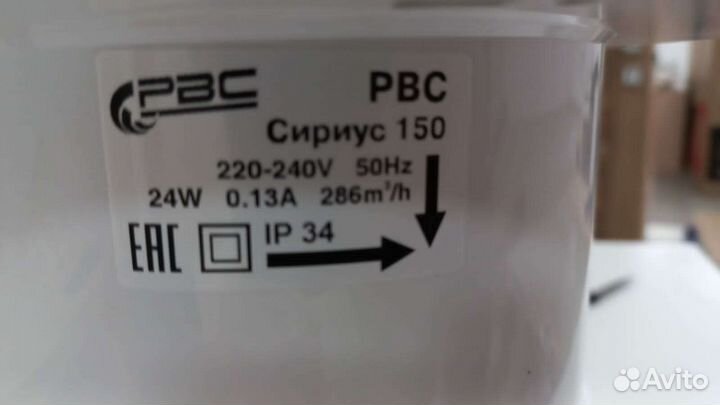 РВС
РВС
Сириус 150
220-240V 50Hz
24W 0.13A 286m³/h
EAC
IP 34
Avito